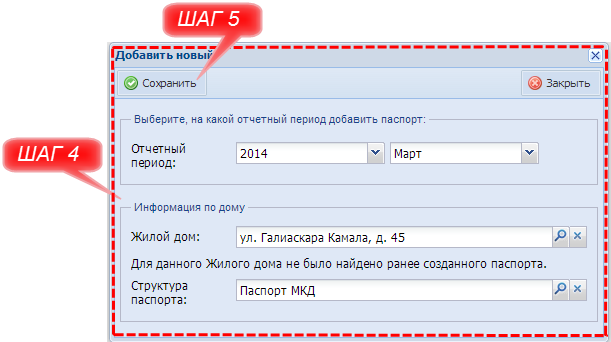 ШАГ 5
Добавить новый
Сохранить
Закрыть
Выберите, на какой отчетный период добавить паспорт:
ШАГ 4
Отчетный
период:
2014
Март
Информация по дому
Жилой дом:
ул. Галиаскара Камала, д. 45
Для данного Жилого дома не было найдено ранее созданного паспорта.
Структура
паспорта:
Паспорт МКД